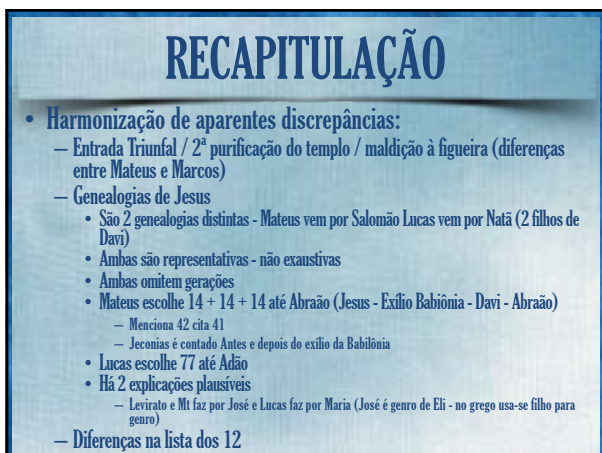 RECAPITULAÇÃO
• Harmonização de aparentes discrepâncias:
– Entrada Triunfal / 2ª purificação do templo / maldição à figueira (diferenças
entre Mateus e Marcos)
– Genealogias de Jesus
• São 2 genealogias distintas - Mateus vem por Salomão Lucas vem por Natã (2 filhos de
Davi)
• Ambas são representativas - não exaustivas
• Ambas omitem gerações
• Mateus escolhe 14 + 14 + 14 até Abraão (Jesus - Exílio Babiônia - Davi - Abraão)
– Menciona 42 cita 41
– Jeconias é contado Antes e depois do exílio da Babilônia
• Lucas escolhe 77 até Adão
• Há 2 explicações plausíveis
– Levirato e Mt faz por José e Lucas faz por Maria (José é genro de Eli - no grego usa-se filho para
genro)
– Diferenças na lista dos 12